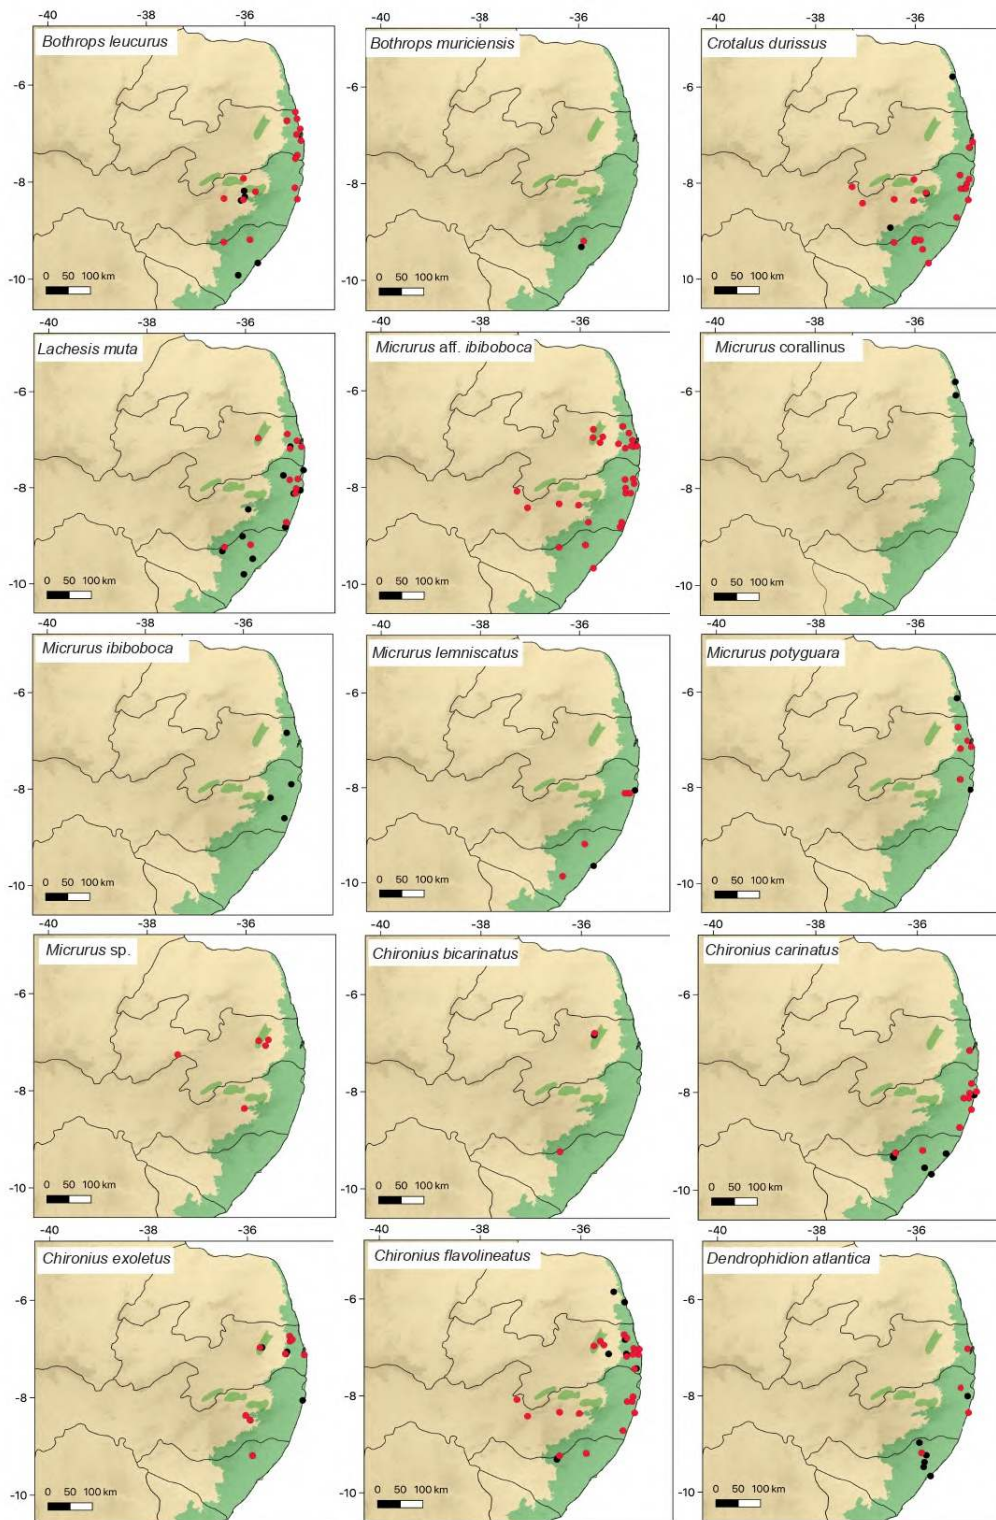 -40 -38 -36
Bothrops leucurus
-6
-8
0 50 100 km
-10
-40 -38 -36
Bothrops muriciensis
-6
-8
0 50 100 km
-10
-40 -38 -36
Crotalus durissus
-6
-8
0 50 100 km
-10
-40 -38 -36
Lachesis muta
-6
-8
0 50 100 km
-10
-40 -38 -36
Micrurus aff. ibiboboca
-6
-8
0 50 100 km
-10
-40 -38 -36
Micrurus corallinus
-6
-8
0 50 100 km
-10
-40 -38 -36
Micrurus ibiboboca
-6
-8
0 50 100 km
-10
-40 -38 -36
Micrurus lemniscatus
-6
-8
0 50 100 km
-10
-40 -38 -36
Micrurus potyguara
-6
-8
0 50 100 km
-10
-40 -38 -36
Micrurus sp.
-6
-8
0 50 100 km
-10
-40 -38 -36
Chironius bicarinatus
-6
-8
0 50 100 km
-10
-40 -38 -36
Chironius carinatus
-6
-8
0 50 100 km
-10
-40 -38 -36
Chironius exoletus
-6
-8
0 50 100 km
-10
-40 -38 -36
Chironius flavolineatus
-6
-8
0 50 100 km
-10
-40 -38 -36
Dendrophidion atlantica
-6
-8
0 50 100 km
-10